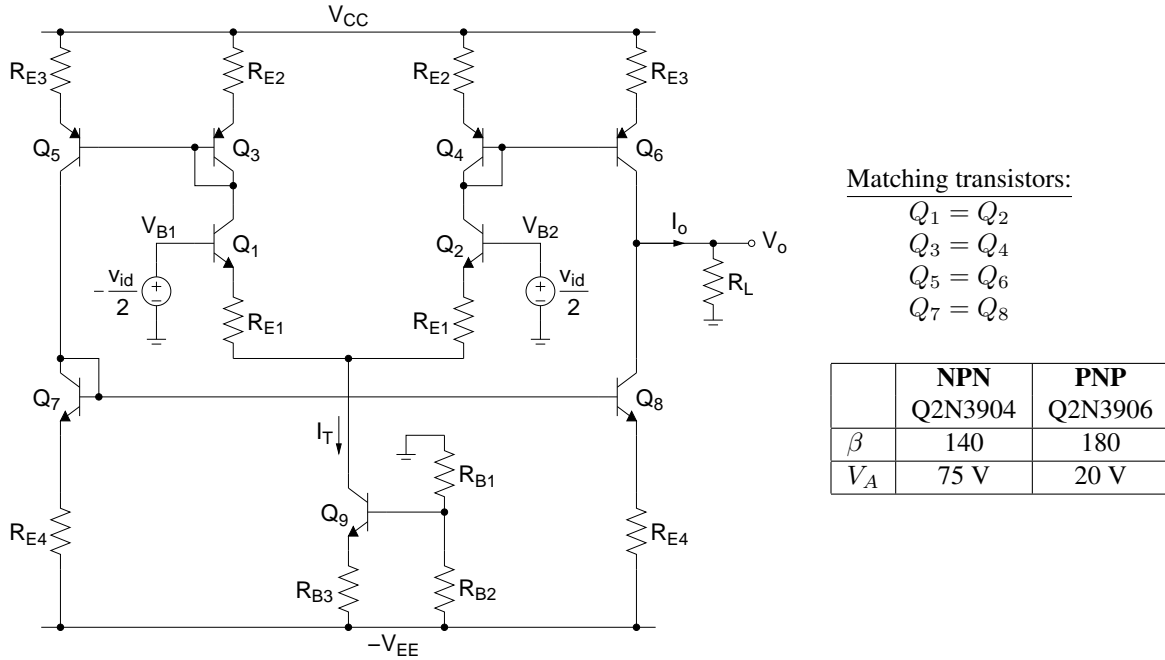 V_CC
R_E3
R_E2
R_E2
R_E3
Q_5
Q_3
Q_4
Q_6
V_B1
Q_1
V_B2
Q_2
I_o
V_o
−v_id/2
v_id/2
R_L
R_E1
R_E1
Q_7
Q_8
I_T
R_B1
Q_9
R_E4
R_B3
R_B2
R_E4
−V_EE
Matching transistors:
Q_1 = Q_2
Q_3 = Q_4
Q_5 = Q_6
Q_7 = Q_8
NPN PNP
Q2N3904 Q2N3906
β 140 180
V_A 75 V 20 V